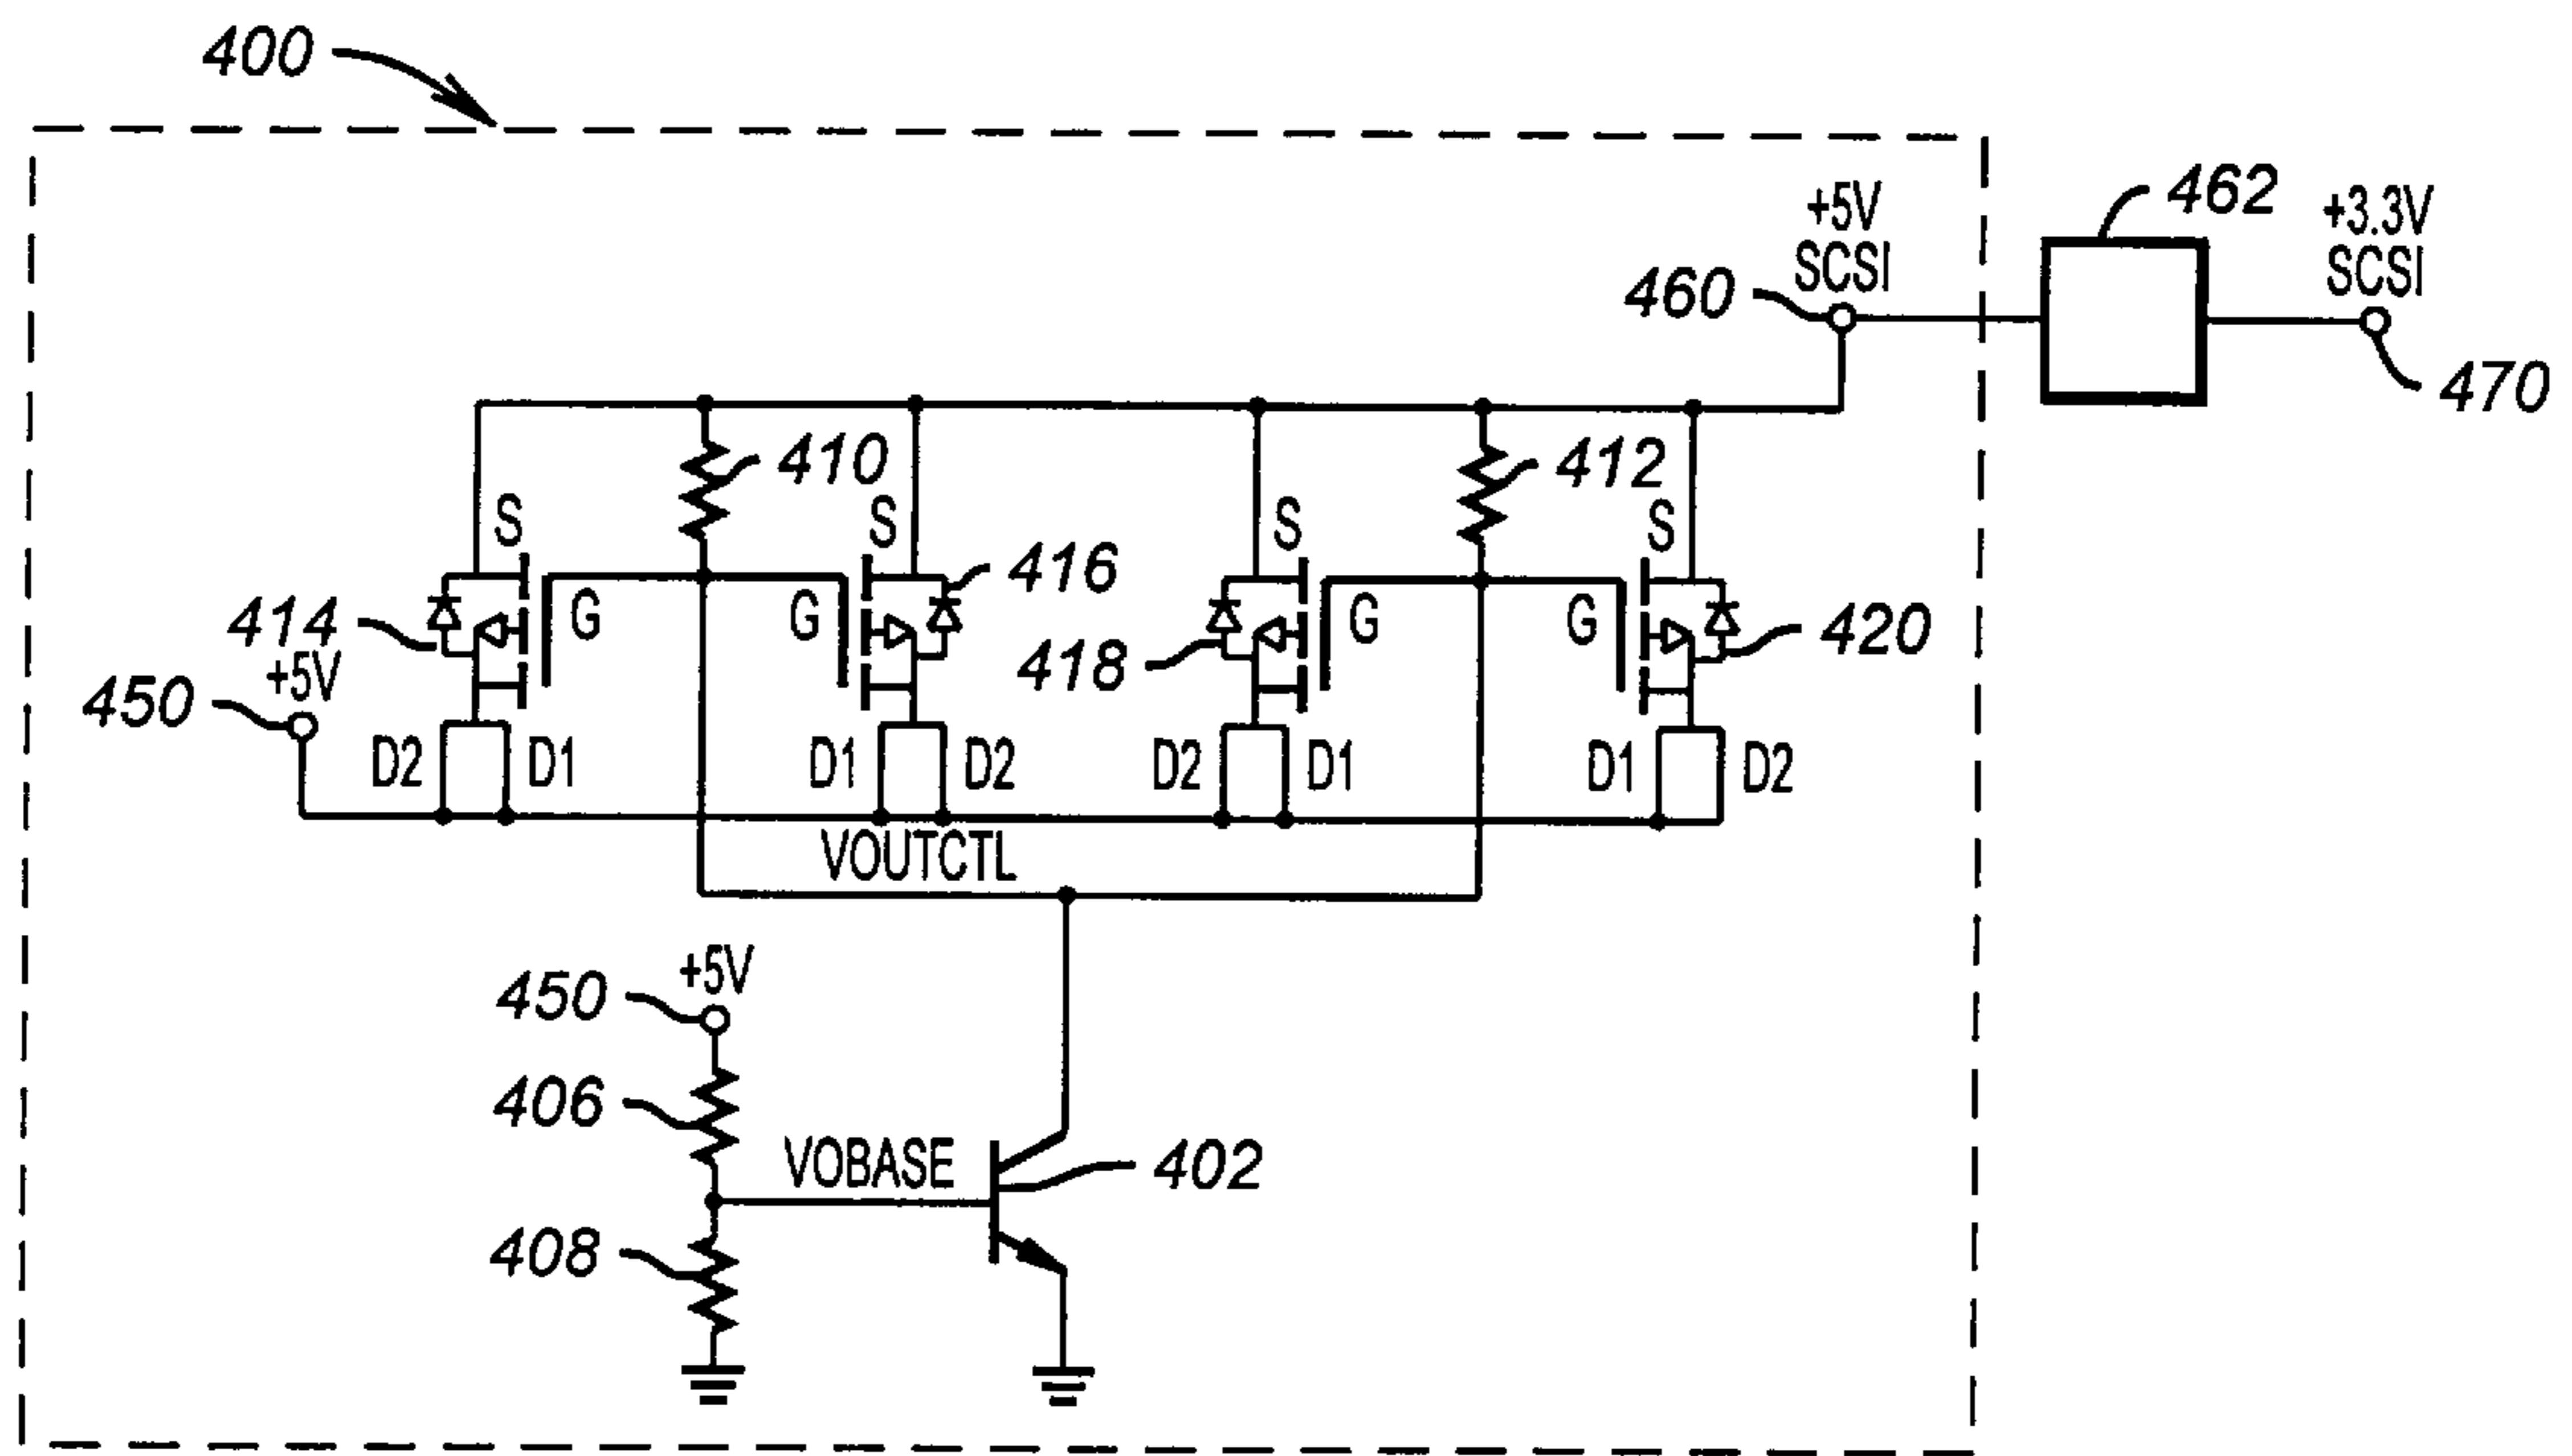 400
+5V
SCSI
460
462
+3.3V
SCSI
470
410
412
S
S
S
S
414
G
G
416
418
G
G
420
450
+5V
D2
D1
D1
D2
D2
D1
D1
D2
VOUTCTL
450
+5V
406
VOBASE
402
408